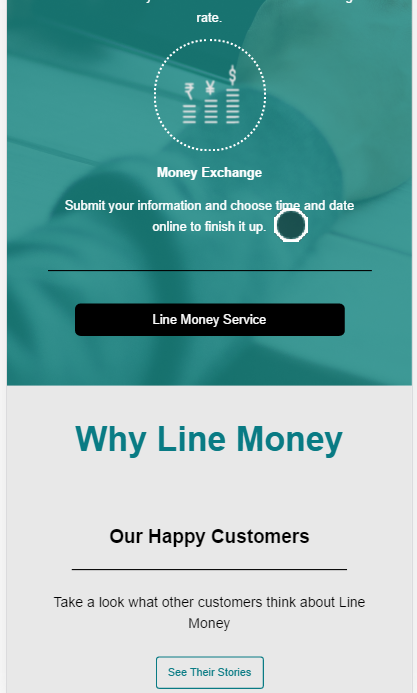 rate.
₹ ¥ $
Money Exchange
Submit your information and choose time and date
online to finish it up.
Line Money Service
Why Line Money
Our Happy Customers
Take a look what other customers think about Line
Money
See Their Stories